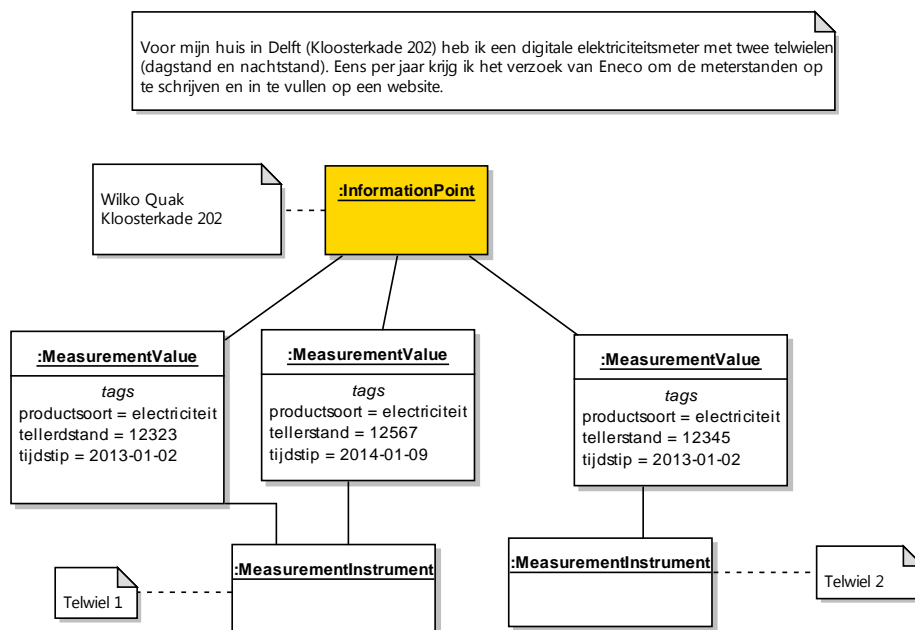 Voor mijn huis in Delft (Kloosterkade 202) heb ik een digitale elektriciteitsmeter met twee telwielen
(dagstand en nachtstand). Eens per jaar krijg ik het verzoek van Eneco om de meterstanden op
te schrijven en in te vullen op een website.
Wilko Quak
Kloosterkade 202
:InformationPoint
:MeasurementValue
tags
productsoort = electriciteit
tellerdstand = 12323
tijdstip = 2013-01-02
:MeasurementValue
tags
productsoort = electriciteit
tellerstand = 12567
tijdstip = 2014-01-09
:MeasurementValue
tags
productsoort = electriciteit
tellerstand = 12345
tijdstip = 2013-01-02
Telwiel 1
:MeasurementInstrument
:MeasurementInstrument
Telwiel 2